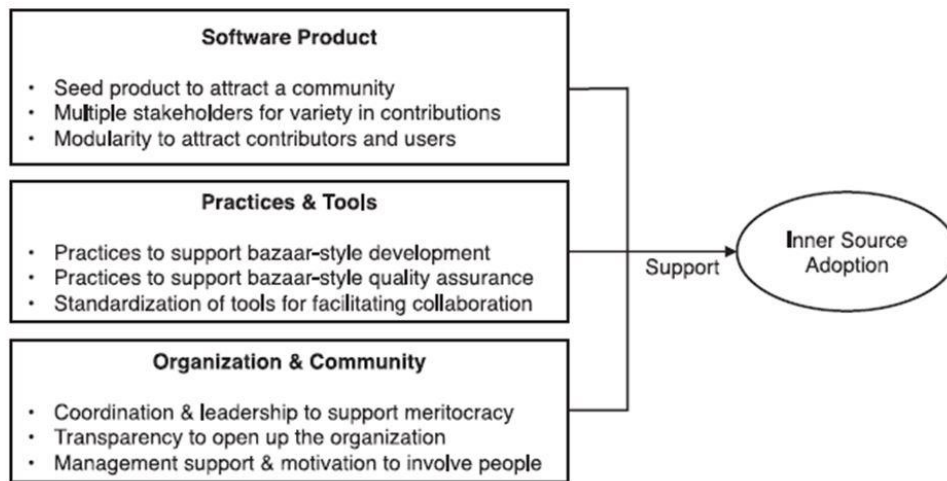 Software Product
• Seed product to attract a community
• Multiple stakeholders for variety in contributions
• Modularity to attract contributors and users
Practices & Tools
• Practices to support bazaar-style development
• Practices to support bazaar-style quality assurance
• Standardization of tools for facilitating collaboration
Organization & Community
• Coordination & leadership to support meritocracy
• Transparency to open up the organization
• Management support & motivation to involve people
Support
Inner Source
Adoption